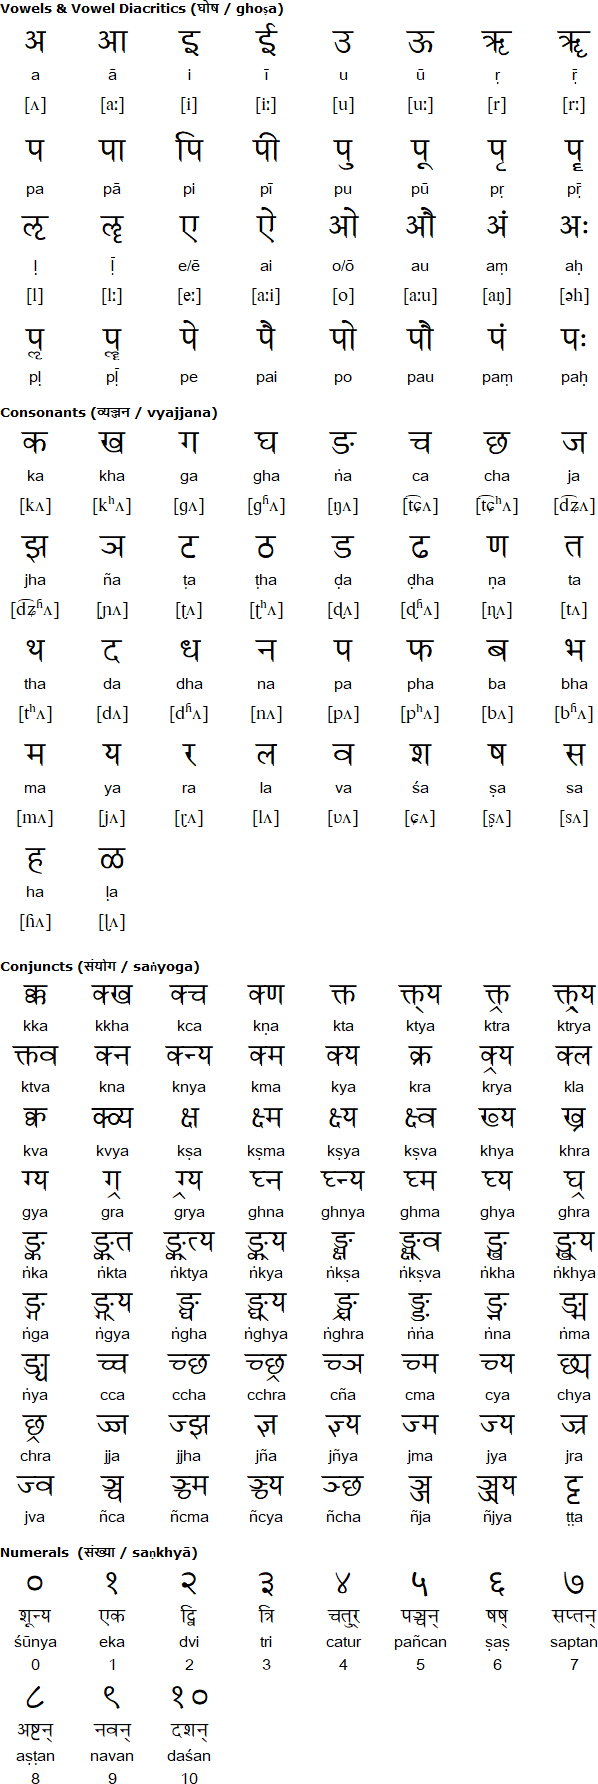 Vowels & Vowel Diacritics (घोष / ghoṣa)
अ आ इ ई उ ऊ ऋ ॠ
a ā i ī u ū ṛ ṝ
[ʌ] [aː] [i] [iː] [u] [uː] [r] [rː]
प पा पि पी पु पू पृ पॄ
pa pā pi pī pu pū pṛ pṝ
ऌ ॡ ए ऐ ओ औ अं अः
ḷ ḹ e/ē ai o/ō au aṃ aḥ
[l] [lː] [eː] [aːi] [o] [aːu] [aŋ] [əh]
पॢ पॣ पे पै पो पौ पं पः
pḷ pḹ pe pai po pau paṃ paḥ
Consonants (व्यञ्जन / vyajjana)
क ख ग घ ङ च छ ज
ka kha ga gha ṅa ca cha ja
[kʌ] [kʰʌ] [ɡʌ] [ɡʱʌ] [ŋʌ] [t͡ɕʌ] [t͡ɕʰʌ] [d͡ʑʌ]
झ ञ ट ठ ड ढ ण त
jha ña ṭa ṭha ḍa ḍha ṇa ta
[d͡ʑʱʌ] [ɲʌ] [ʈʌ] [ʈʰʌ] [ɖʌ] [ɖʱʌ] [ɳʌ] [tʌ]
थ द ध न प फ ब भ
tha da dha na pa pha ba bha
[tʰʌ] [dʌ] [dʱʌ] [nʌ] [pʌ] [pʰʌ] [bʌ] [bʱʌ]
म य र ल व श ष स
ma ya ra la va śa ṣa sa
[mʌ] [jʌ] [ɽʌ] [lʌ] [ʋʌ] [ɕʌ] [ʂʌ] [sʌ]
ह ळ
ha ḷa
[ɦʌ] [ɭʌ]
Conjuncts (संयोग / saṅyoga)
क्क क्ख क्च क्ण क्त क्त्य क्त्र क्त्र्य
kka kkha kca kṇa kta ktya ktra ktrya
क्त्व क्न क्न्य क्म क्य क्र क्र्य क्ल
ktva kna knya kma kya kra krya kla
क्व क्व्य क्ष क्ष्म क्ष्य क्ष्व ख्य ख्र
kva kvya kṣa kṣma kṣya kṣva khya khra
ग्य ग्र ग्र्य घ्न घ्न्य घ्म घ्य घ्र
gya gra grya ghna ghnya ghma ghya ghra
ङ्क ङ्क्त ङ्क्त्य ङ्क्य ङ्क्ष ङ्क्ष्व ङ्ख ङ्ख्य
ṅka ṅkta ṅktya ṅkya ṅkṣa ṅkṣva ṅkha ṅkhya
ङ्ग ङ्ग्य ङ्घ ङ्घ्य ङ्घ्र ङ्ङ ङ्न ङ्म
ṅga ṅgya ṅgha ṅghya ṅghra ṅṅa ṅna ṅma
ङ्य च्च च्छ च्छ्र च्ञ च्म च्य छ्य
ṅya cca ccha cchra cña cma cya chya
छ्र ज्ज ज्झ ज्ञ ज्ञ्य ज्म ज्य ज्र
chra jja jjha jña jñya jma jya jra
ज्व ञ्च ञ्च्म ञ्च्य ञ्छ ञ्ज ञ्ज्य ट्ट
jva ñca ñcma ñcya ñcha ñja ñjya ṭṭa
Numerals (संख्या / saṇkhyā)
० १ २ ३ ४ ५ ६ ७
शून्य एक द्वि त्रि चतुर् पञ्चन् षष् सप्तन्
śūnya eka dvi tri catur pañcan ṣaṣ saptan
0 1 2 3 4 5 6 7
८ ९ १०
अष्टन् नवन् दशन्
aṣṭan navan daśan
8 9 10